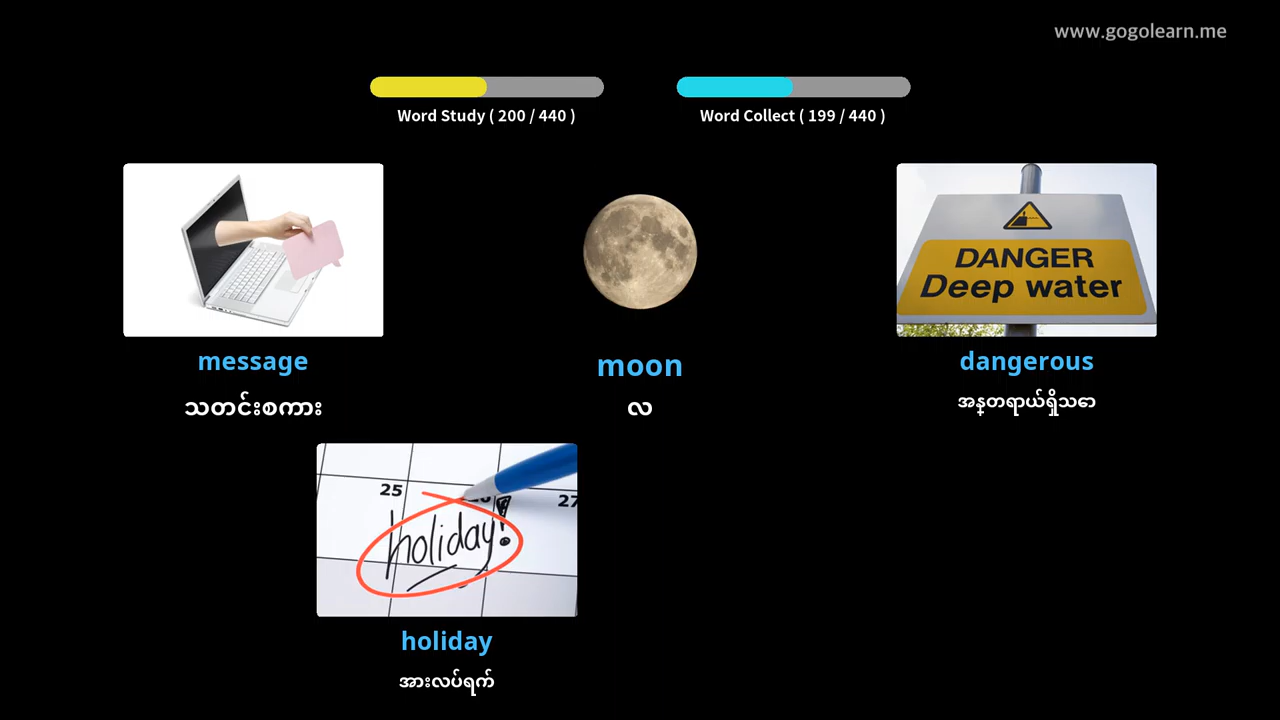 www.gogolearn.me
Word Study ( 200 / 440 )
Word Collect ( 199 / 440 )
DANGER
Deep water
message
moon
dangerous
သတင်းစကား
လ
အန္တရာယ်ရှိသော
25
27
holiday!
holiday
အားလပ်ရက်